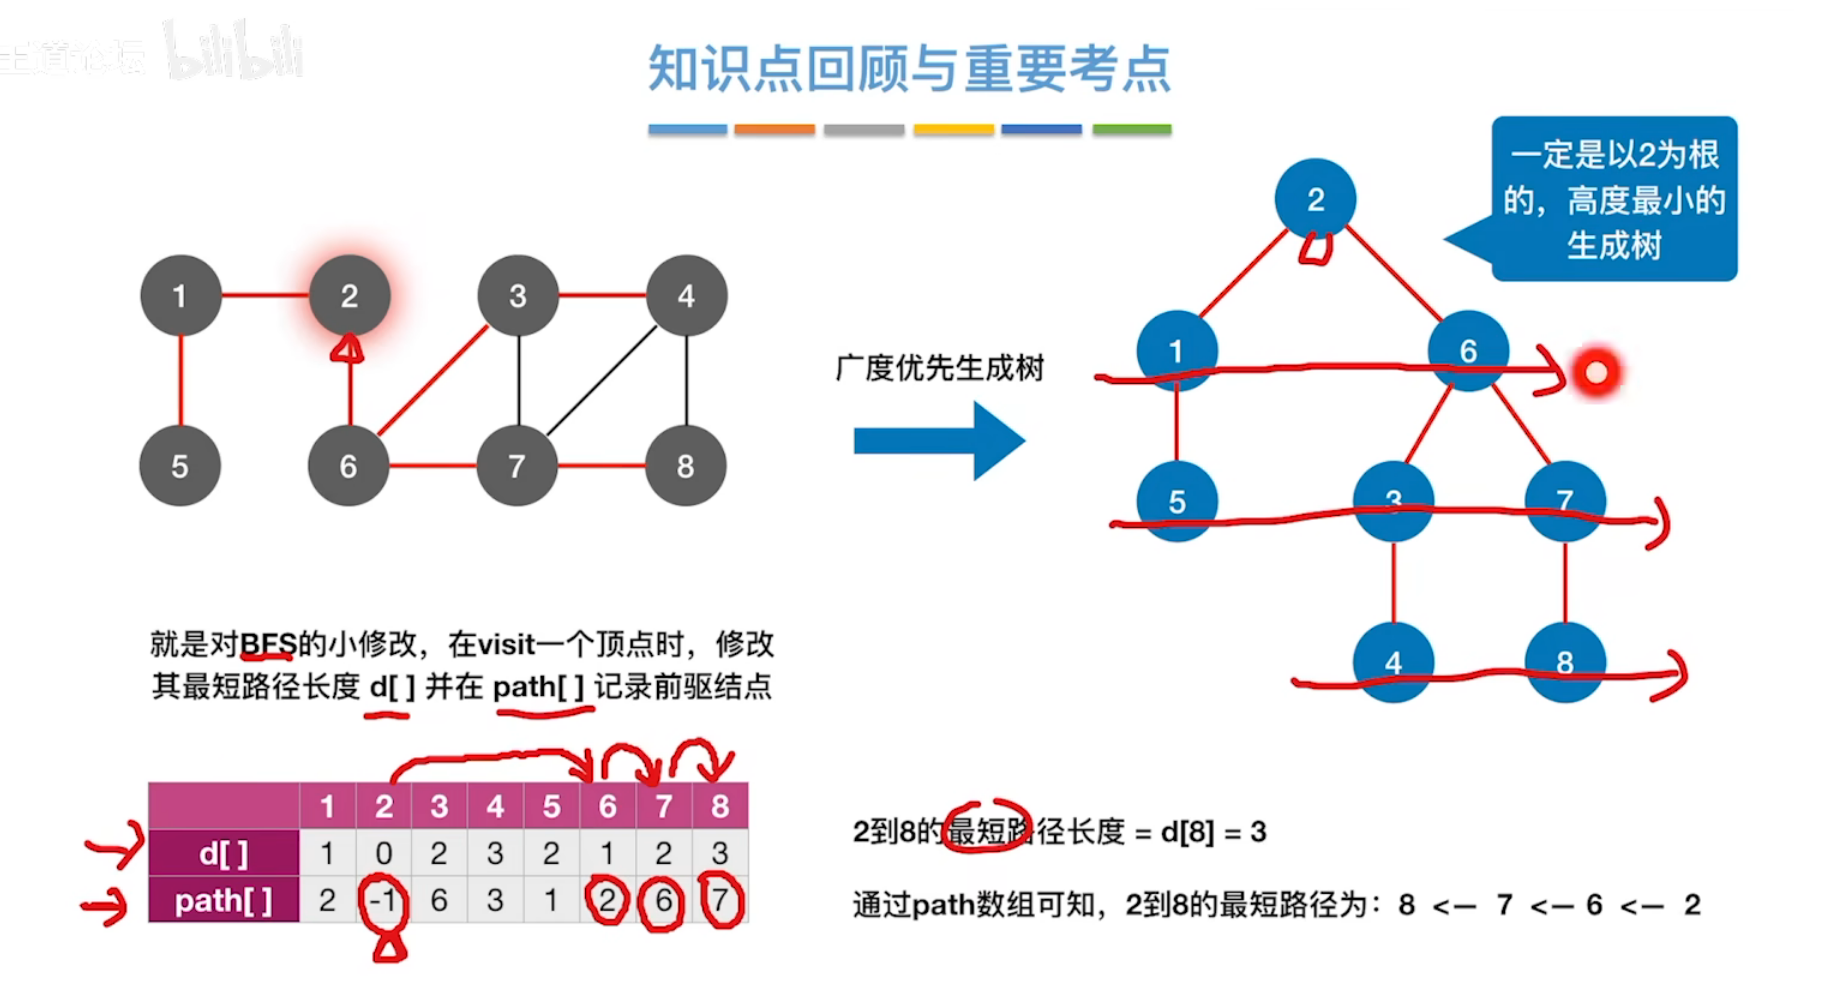 王道论坛 bilibili
知识点回顾与重要考点
一定是以2为根
的，高度最小的
生成树
1 2 3 4
5 6 7 8
广度优先生成树
2
1 6
5 3 7
4 8
就是对BFS的小修改，在visit一个顶点时，修改
其最短路径长度 d[ ] 并在 path[ ] 记录前驱结点
1 2 3 4 5 6 7 8
d[ ] 1 0 2 3 2 1 2 3
path[ ] 2 -1 6 3 1 2 6 7
2到8的最短路径长度 = d[8] = 3
通过path数组可知，2到8的最短路径为：8 <— 7 <— 6 <— 2